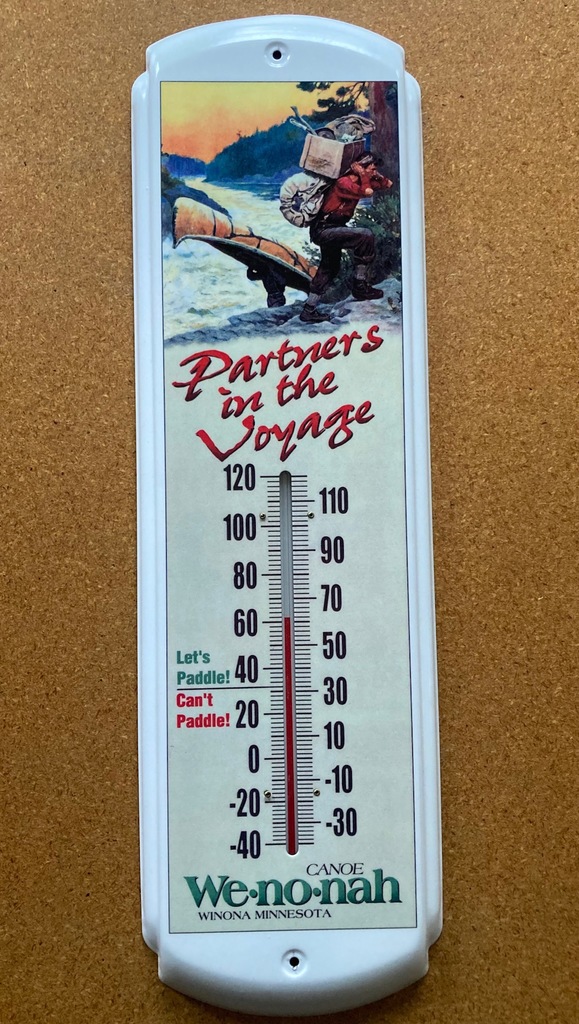 Partners
in the
Voyage
120
110
100
90
80
70
60
50
Let's
Paddle!
40
30
Can't
Paddle!
20
10
0
-10
-20
-30
-40
CANOE
We·no·nah
WINONA MINNESOTA